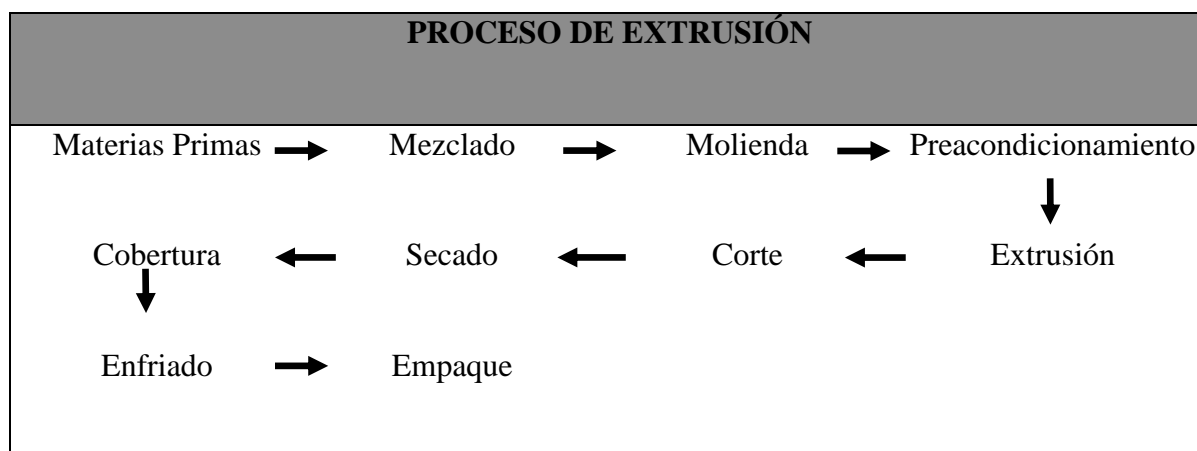 PROCESO DE EXTRUSIÓN
Materias Primas Mezclado Molienda Preacondicionamiento
Cobertura Secado Corte Extrusión
Enfriado Empaque